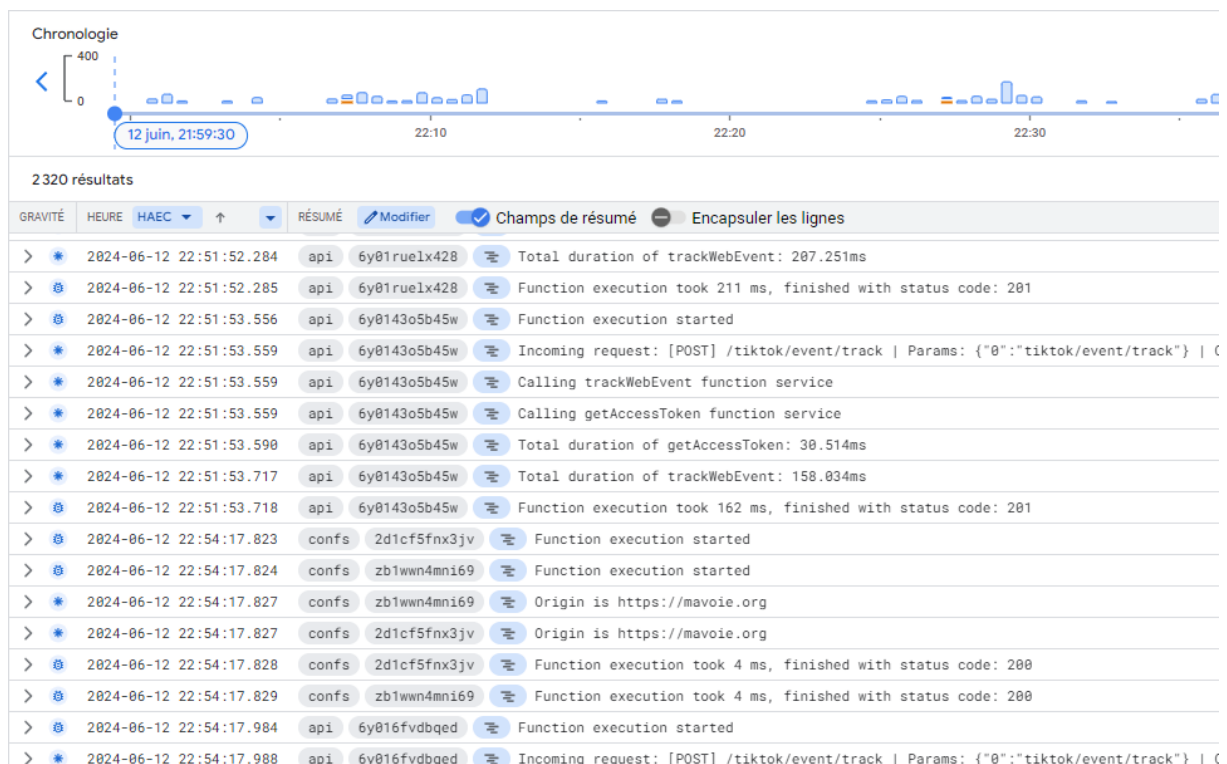 Chronologie
400
0
12 juin, 21:59:30
22:10
22:20
22:30
2 320 résultats
GRAVITÉ HEURE HAEC RÉSUMÉ Modifier Champs de résumé Encapsuler les lignes
2024-06-12 22:51:52.284 api 6y01ruelx428 Total duration of trackWebEvent: 207.251ms
2024-06-12 22:51:52.285 api 6y01ruelx428 Function execution took 211 ms, finished with status code: 201
2024-06-12 22:51:53.556 api 6y0143o5b45w Function execution started
2024-06-12 22:51:53.559 api 6y0143o5b45w Incoming request: [POST] /tiktok/event/track | Params: {"0":"tiktok/event/track"} |
2024-06-12 22:51:53.559 api 6y0143o5b45w Calling trackWebEvent function service
2024-06-12 22:51:53.559 api 6y0143o5b45w Calling getAccessToken function service
2024-06-12 22:51:53.590 api 6y0143o5b45w Total duration of getAccessToken: 30.514ms
2024-06-12 22:51:53.717 api 6y0143o5b45w Total duration of trackWebEvent: 158.034ms
2024-06-12 22:51:53.718 api 6y0143o5b45w Function execution took 162 ms, finished with status code: 201
2024-06-12 22:54:17.823 confs 2d1cf5fnx3jv Function execution started
2024-06-12 22:54:17.824 confs zb1wwn4mni69 Function execution started
2024-06-12 22:54:17.827 confs zb1wwn4mni69 Origin is https://mavoie.org
2024-06-12 22:54:17.827 confs 2d1cf5fnx3jv Origin is https://mavoie.org
2024-06-12 22:54:17.828 confs 2d1cf5fnx3jv Function execution took 4 ms, finished with status code: 200
2024-06-12 22:54:17.829 confs zb1wwn4mni69 Function execution took 4 ms, finished with status code: 200
2024-06-12 22:54:17.984 api 6y016fvdbqed Function execution started
2024-06-12 22:54:17.988 api 6y016fvdbqed Incoming request: [POST] /tiktok/event/track | Params: {"0":"tiktok/event/track"} |